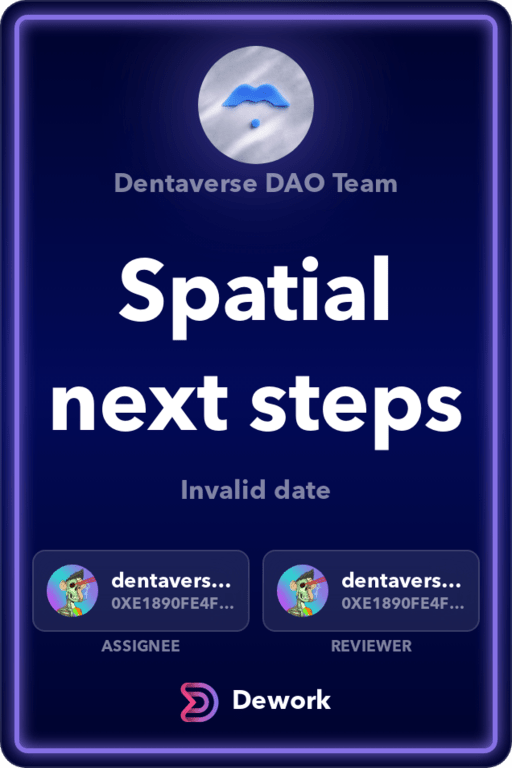 Dentaverse DAO Team
Spatial
next steps
Invalid date
dentavers...
0XE1890FE4F...
ASSIGNEE
dentavers...
0XE1890FE4F...
REVIEWER
Dework